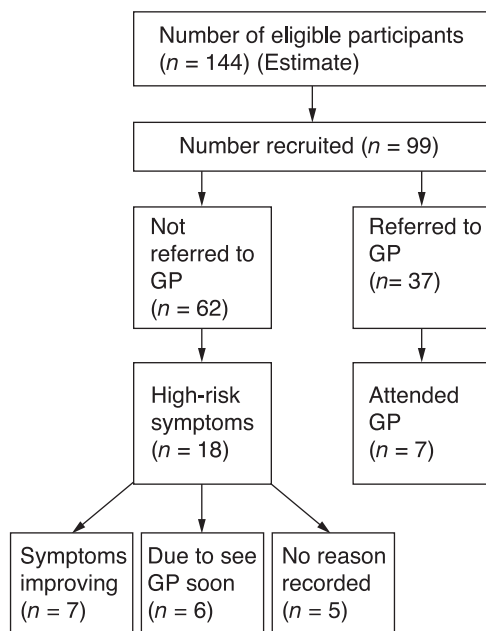 Number of eligible participants
(n = 144) (Estimate)
Number recruited (n = 99)
Not
referred to
GP
(n = 62)
Referred to
GP
(n= 37)
High-risk
symptoms
(n = 18)
Attended
GP
(n = 7)
Symptoms
improving
(n = 7)
Due to see
GP soon
(n = 6)
No reason
recorded
(n = 5)